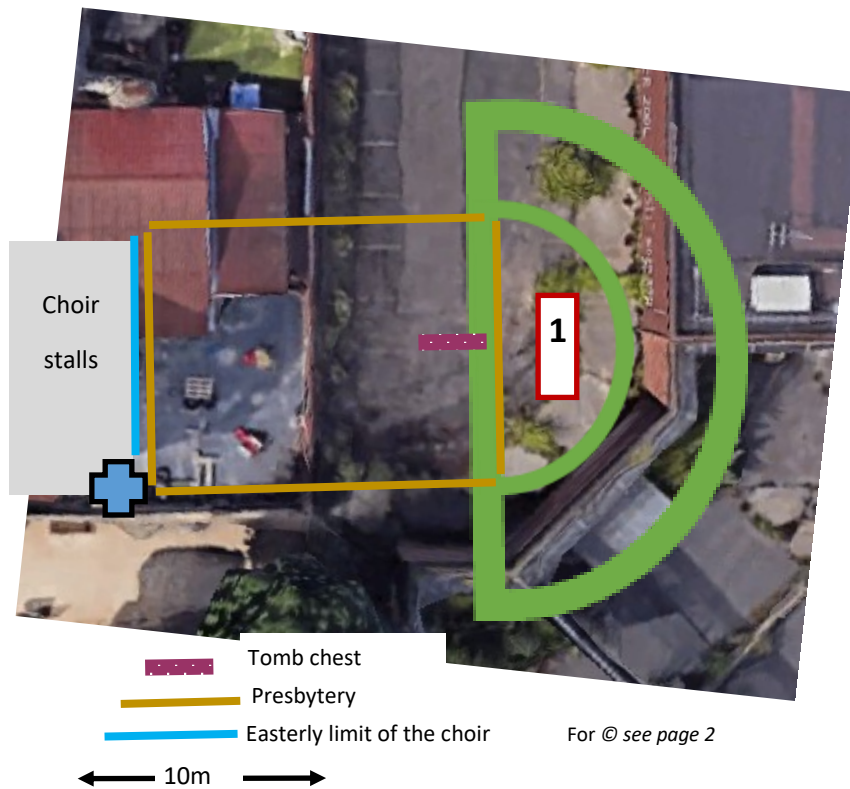 Choir
stalls
1
Tomb chest
Presbytery
Easterly limit of the choir
For © see page 2
10m